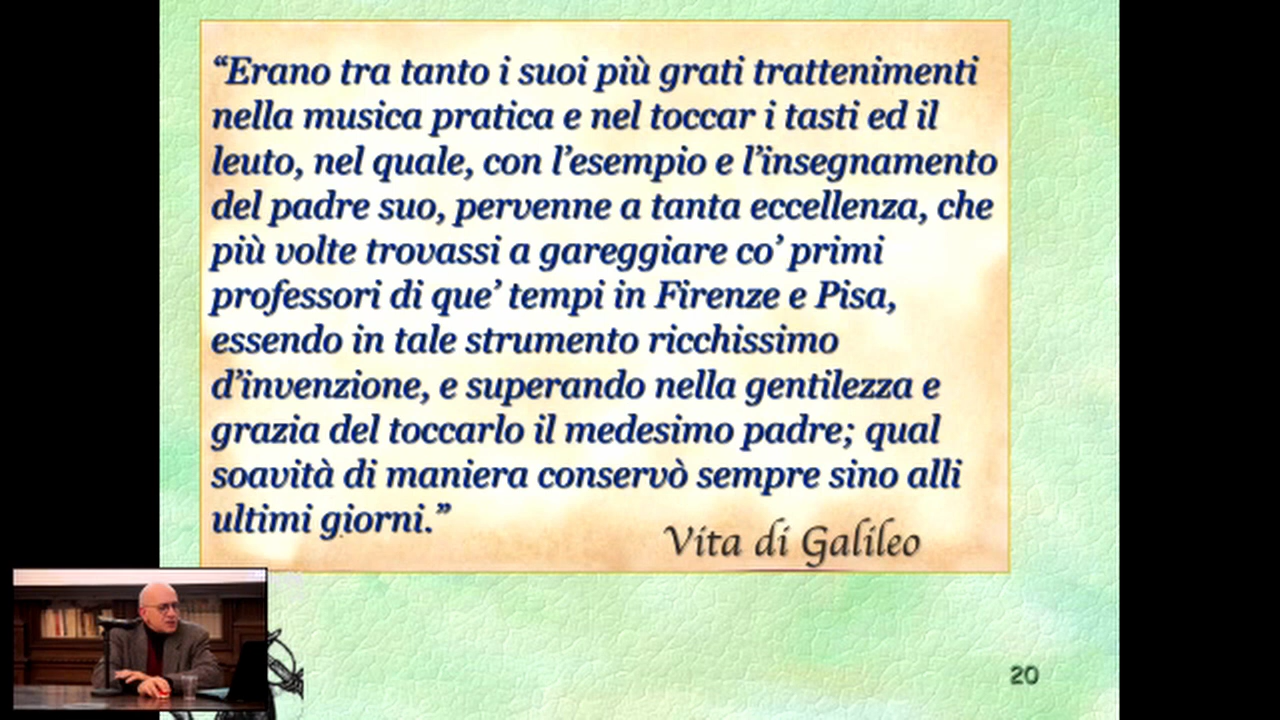 “Erano tra tanto i suoi più grati trattenimenti
nella musica pratica e nel toccar i tasti ed il
leuto, nel quale, con l’esempio e l’insegnamento
del padre suo, pervenne a tanta eccellenza, che
più volte trovassi a gareggiare co’ primi
professori di que’ tempi in Firenze e Pisa,
essendo in tale strumento ricchissimo
d’invenzione, e superando nella gentilezza e
grazia del toccarlo il medesimo padre; qual
soavità di maniera conservò sempre sino alli
ultimi giorni.”
Vita di Galileo
20